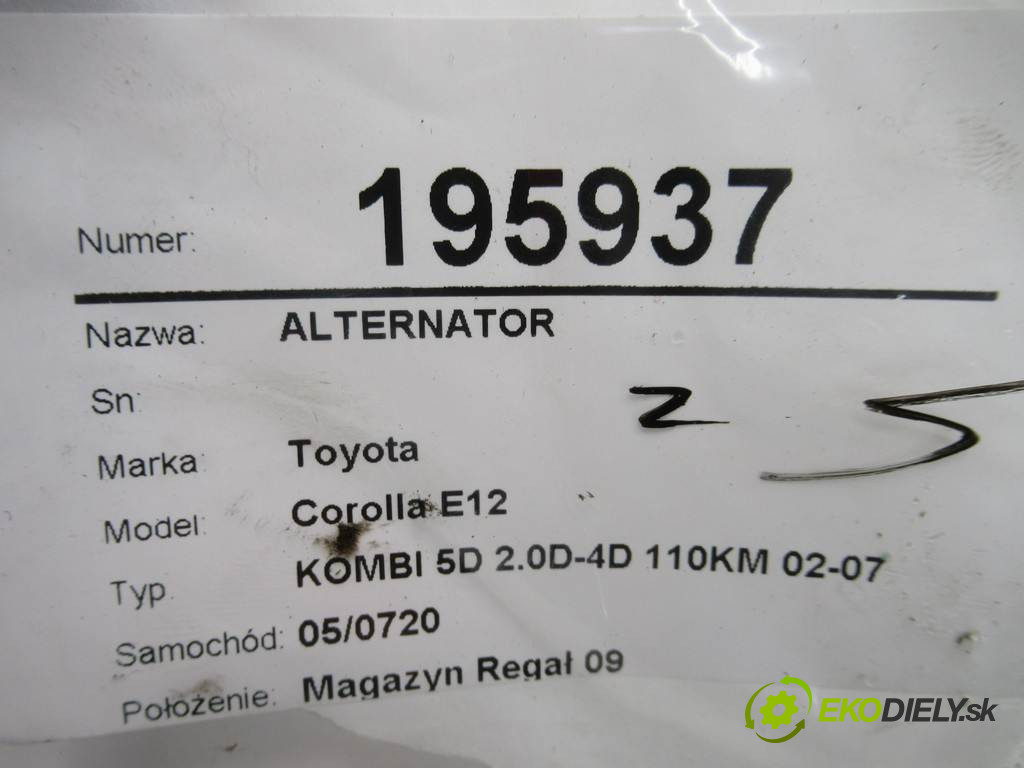 Numer: 195937
Nazwa: ALTERNATOR
Sn:
Marka: Toyota
Model: Corolla E12
Typ: KOMBI 5D 2.0D-4D 110KM 02-07
Samochód: 05/0720
Położenie: Magazyn Regał 09
EKODIELY.sk